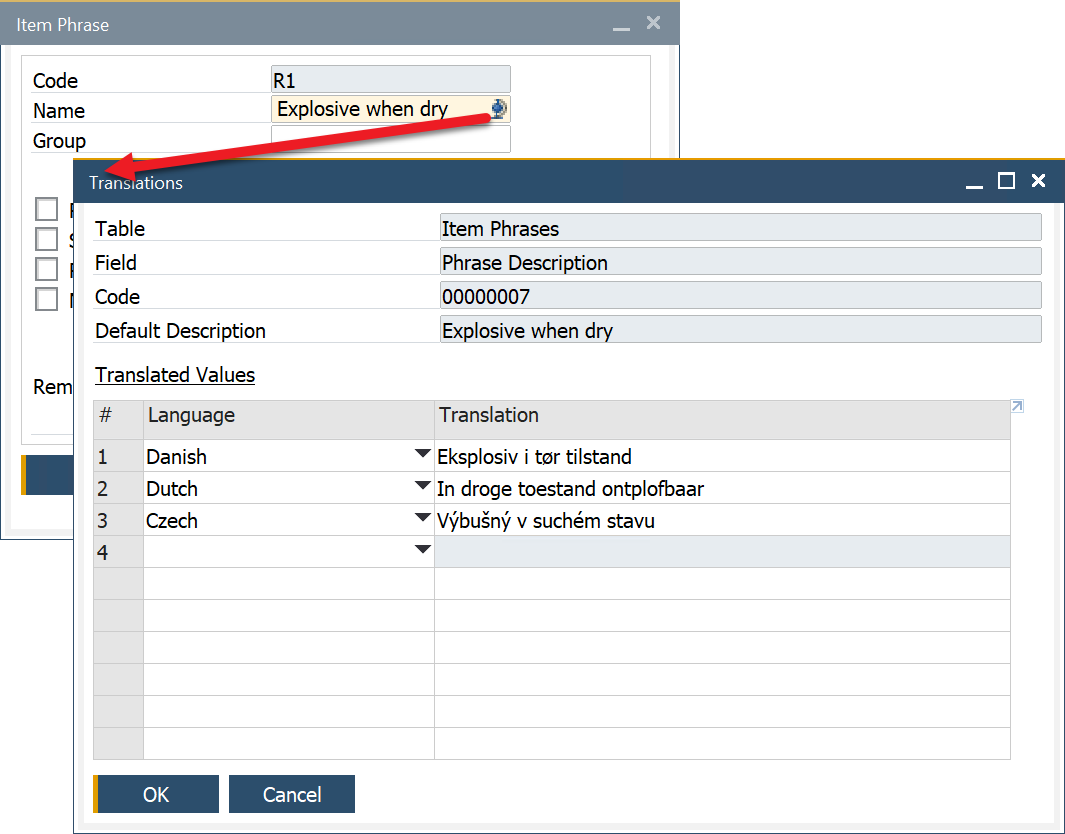 Item Phrase
Code R1
Name Explosive when dry
Group
Translations
Table Item Phrases
Field Phrase Description
Code 00000007
Default Description Explosive when dry
Rem
Translated Values
# Language Translation
1 Danish Eksplosiv i tør tilstand
2 Dutch In droge toestand ontplofbaar
3 Czech Výbušný v suchém stavu
4
OK Cancel